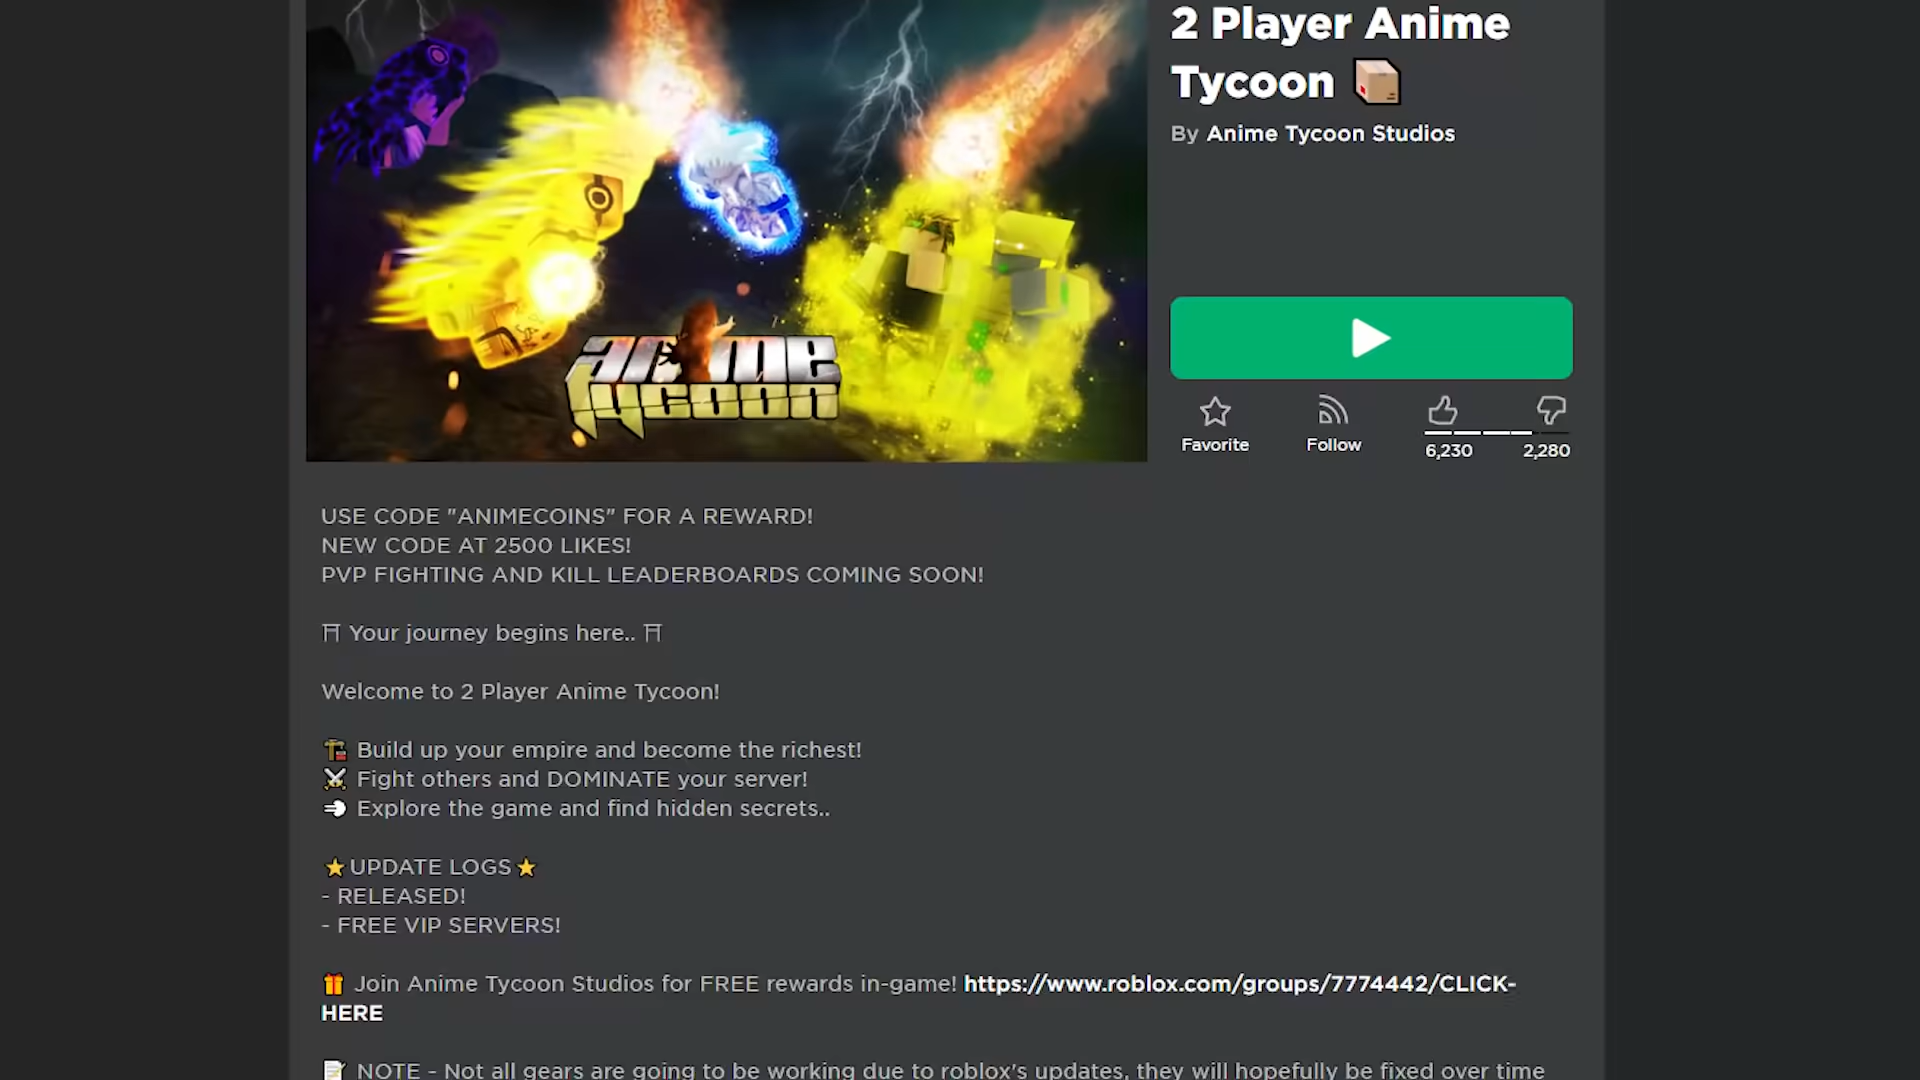 2 Player Anime
Tycoon 📦
By Anime Tycoon Studios
anime
Tycoon
Favorite
Follow
6,230
2,280
USE CODE "ANIMECOINS" FOR A REWARD!
NEW CODE AT 2500 LIKES!
PVP FIGHTING AND KILL LEADERBOARDS COMING SOON!
⛩ Your journey begins here.. ⛩
Welcome to 2 Player Anime Tycoon!
🏗 Build up your empire and become the richest!
⚔ Fight others and DOMINATE your server!
💨 Explore the game and find hidden secrets..
⭐UPDATE LOGS⭐
- RELEASED!
- FREE VIP SERVERS!
🎁 Join Anime Tycoon Studios for FREE rewards in-game! https://www.roblox.com/groups/7774442/CLICK-
HERE
📝 NOTE - Not all gears are going to be working due to roblox's updates, they will hopefully be fixed over time